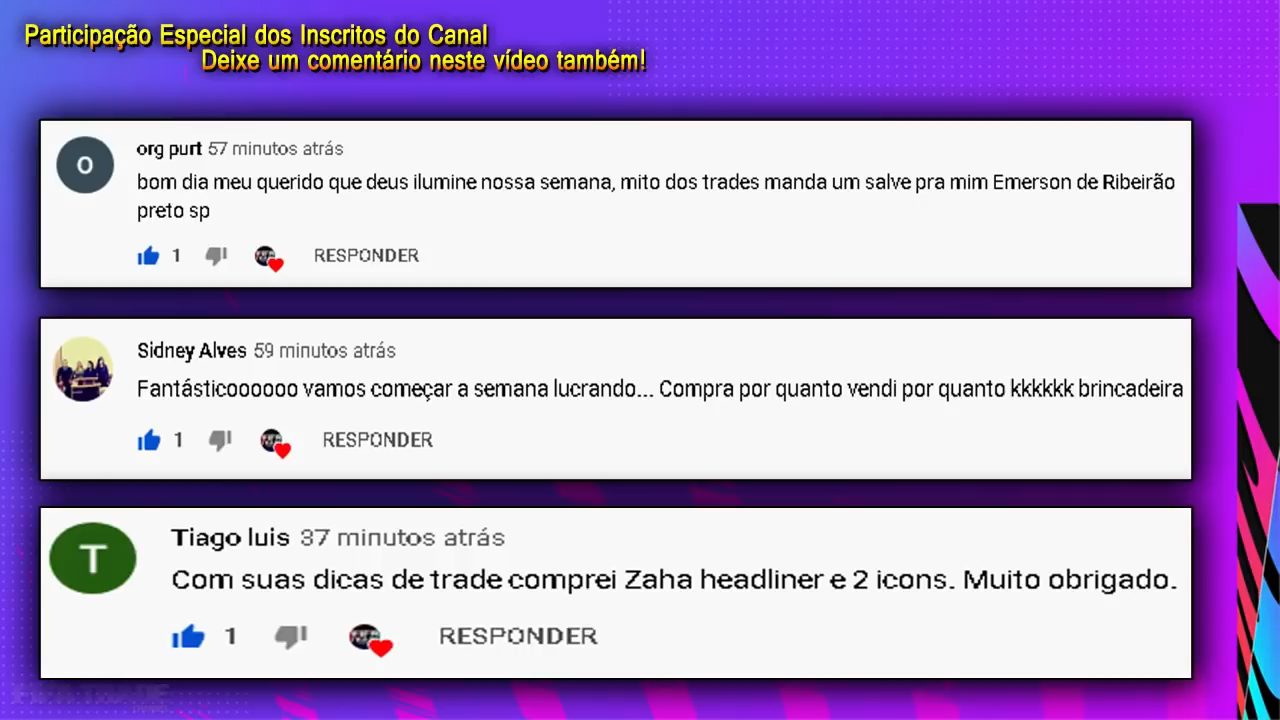 Participação Especial dos Inscritos do Canal
Deixe um comentário neste vídeo também!
O
org purt 57 minutos atrás
bom dia meu querido que deus ilumine nossa semana, mito dos trades manda um salve pra mim Emerson de Ribeirão
preto sp
1 RESPONDER
Sidney Alves 59 minutos atrás
Fantásticoooooo vamos começar a semana lucrando... Compra por quanto vendi por quanto kkkkkk brincadeira
1 RESPONDER
T
Tiago luis 37 minutos atrás
Com suas dicas de trade comprei Zaha headliner e 2 icons. Muito obrigado.
1 RESPONDER